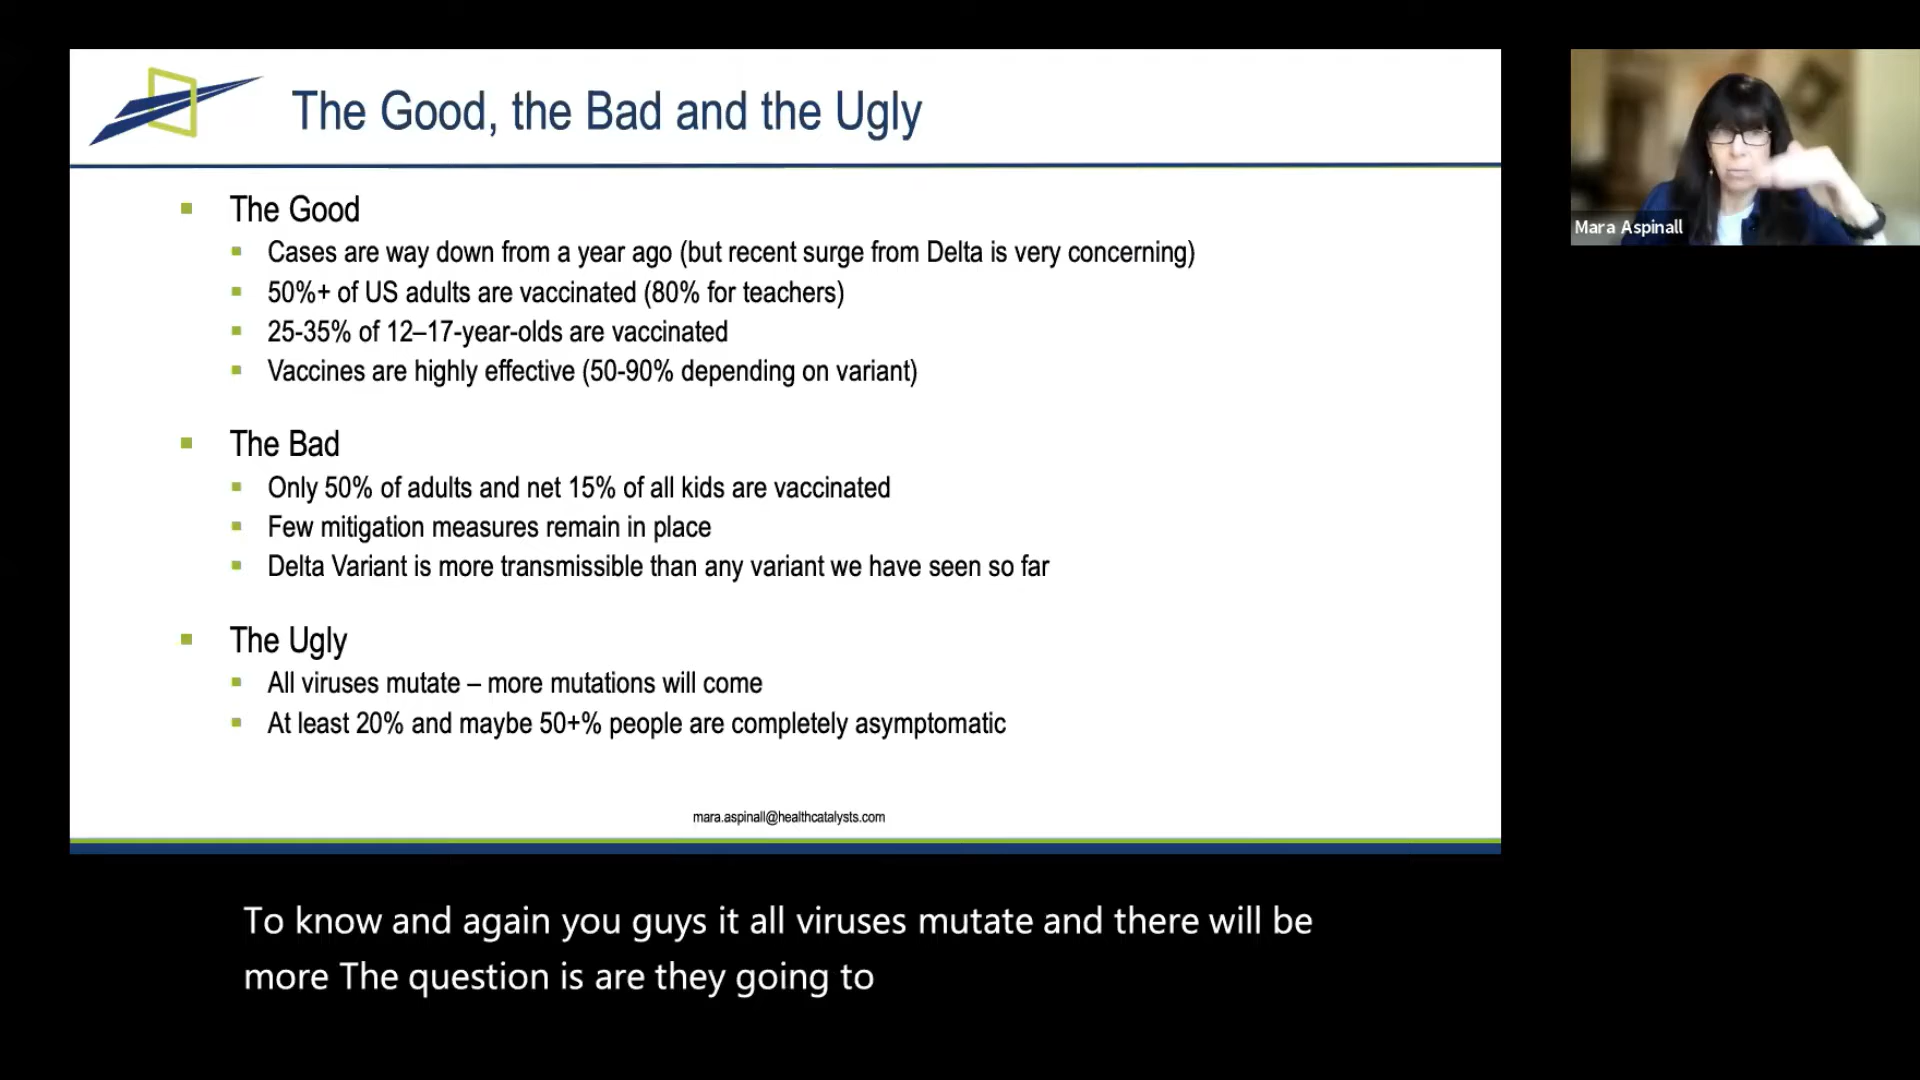 The Good, the Bad and the Ugly
The Good
Cases are way down from a year ago (but recent surge from Delta is very concerning)
50%+ of US adults are vaccinated (80% for teachers)
25-35% of 12–17-year-olds are vaccinated
Vaccines are highly effective (50-90% depending on variant)
The Bad
Only 50% of adults and net 15% of all kids are vaccinated
Few mitigation measures remain in place
Delta Variant is more transmissible than any variant we have seen so far
The Ugly
All viruses mutate – more mutations will come
At least 20% and maybe 50+% people are completely asymptomatic
mara.aspinall@healthcatalysts.com
Mara Aspinall
To know and again you guys it all viruses mutate and there will be
more The question is are they going to